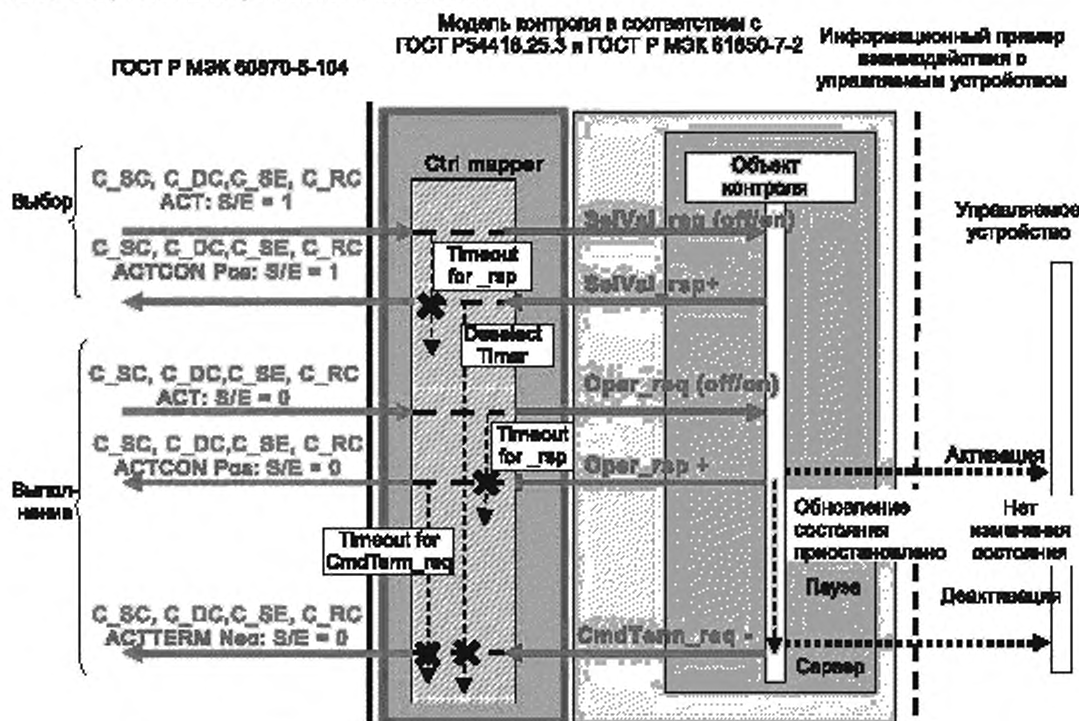 Модель контроля в соответствии с
ГОСТ Р54418.25.3 и ГОСТ Р МЭК 61850-7-2
ГОСТ Р МЭК 60870-5-104
Информационный пример
взаимодействия с
управляемым устройством
Ctrl mapper
Объект
контроля
Управляемое
устройство
Выбор
C_SC, C_DC,C_SE, C_RC
ACT: S/E = 1
SelVal_req (off/on)
C_SC, C_DC,C_SE, C_RC
ACTCON Pos: S/E = 1
Timeout
for _rsp
SelVal_rsp+
Deselect
Timer
Выпол-
нение
C_SC, C_DC,C_SE, C_RC
ACT: S/E = 0
Oper_req (off/on)
C_SC, C_DC,C_SE, C_RC
ACTCON Pos: S/E = 0
Timeout
for _rsp
Oper_rsp +
Активация
Обновление
состояния
приостановлено
Нет
изменения
состояния
Timeout for
CmdTerm_req
Пауза
Деактивация
C_SC, C_DC,C_SE, C_RC
ACTTERM Neg: S/E = 0
CmdTerm_req -
Сервер